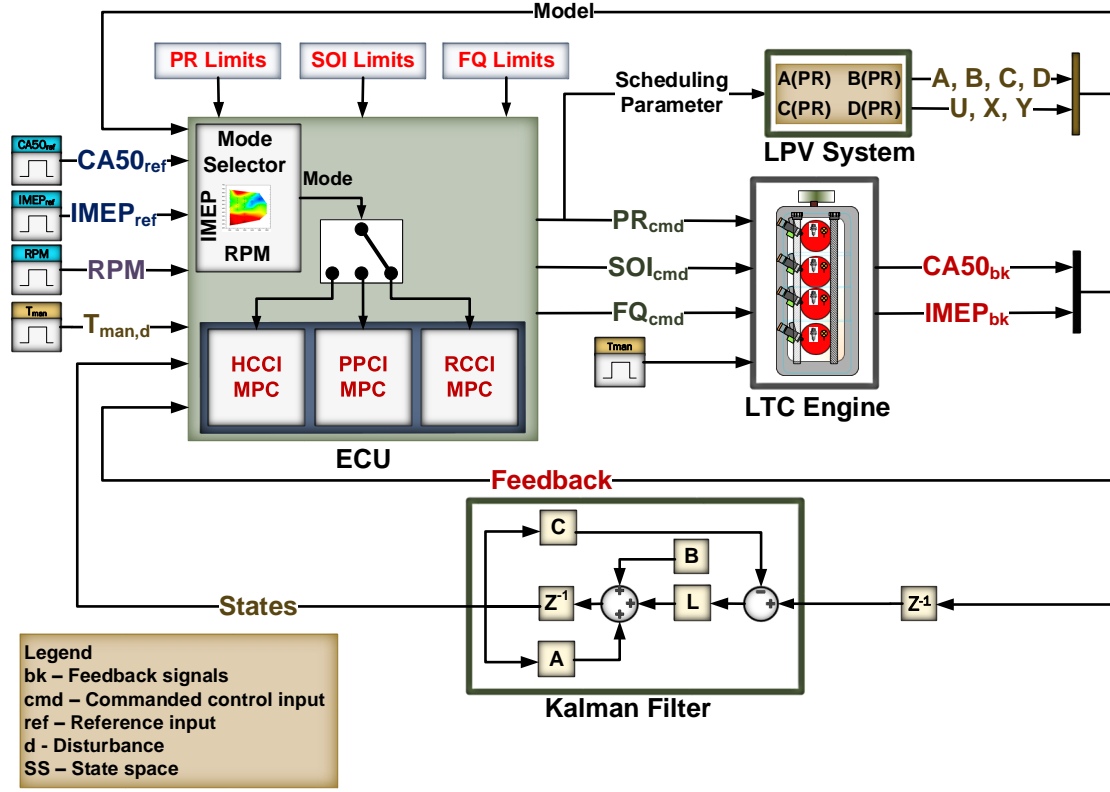 Model
PR Limits
SOI Limits
FQ Limits
Scheduling
Parameter
A(PR) B(PR)
C(PR) D(PR)
LPV System
A, B, C, D
U, X, Y
CA50ref
CA50ref
IMEPref
IMEPref
RPM
RPM
Tman
Tman,d
Mode
Selector
IMEP
RPM
Mode
HCCI
MPC
PPCI
MPC
RCCI
MPC
ECU
PRcmd
SOIcmd
FQcmd
Tman
LTC Engine
CA50bk
IMEPbk
Feedback
C
B
Z-1
L
A
+
+
+
−
+
Z-1
Kalman Filter
States
Legend
bk – Feedback signals
cmd – Commanded control input
ref – Reference input
d - Disturbance
SS – State space